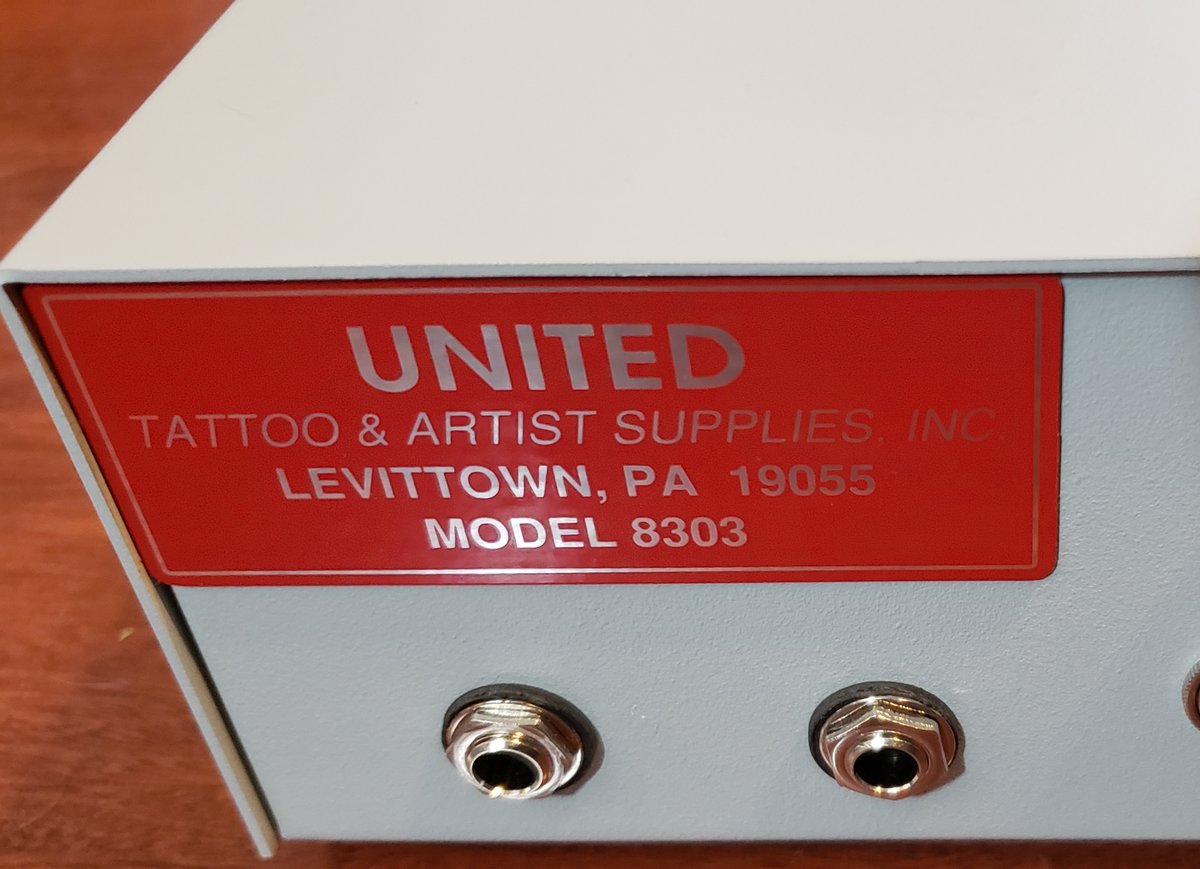 UNITED
TATTOO & ARTIST SUPPLIES, INC.
LEVITTOWN, PA 19055
MODEL 8303